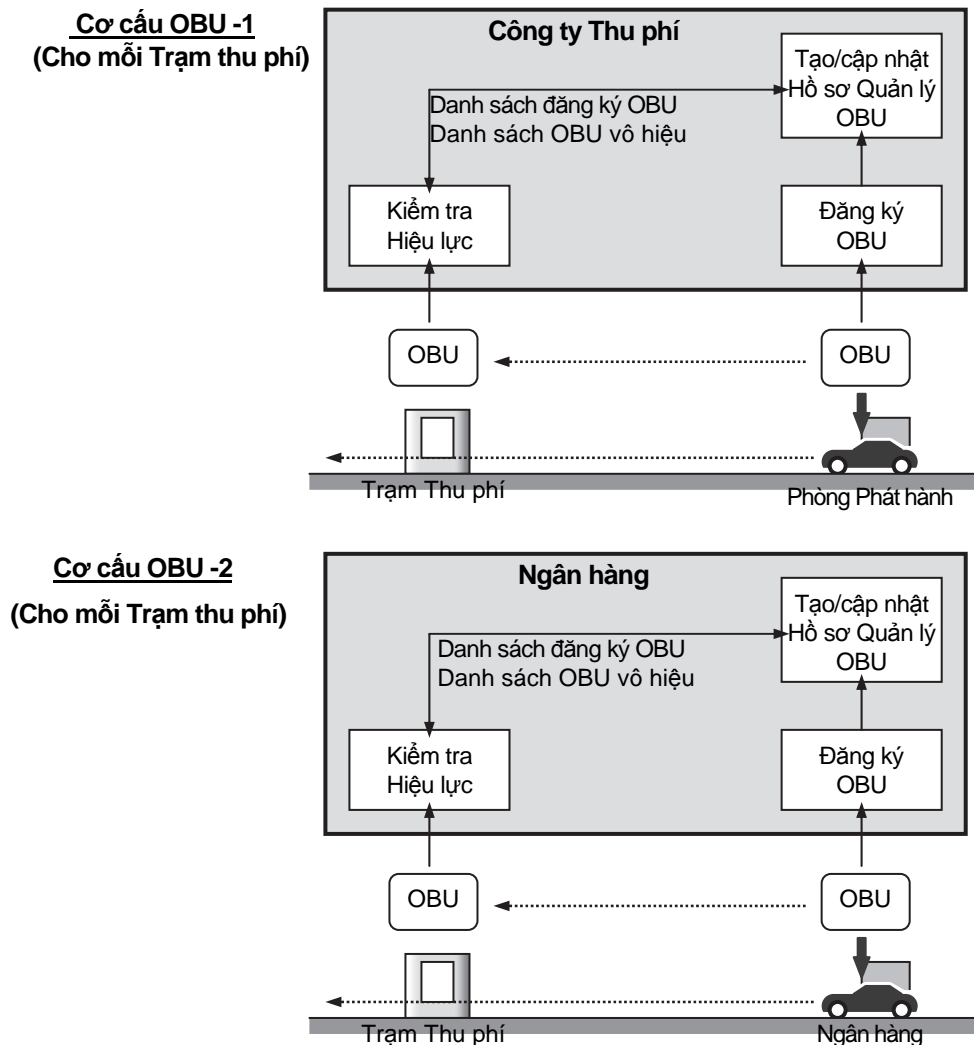 Cơ cấu OBU -1
(Cho mỗi Trạm thu phí)
Công ty Thu phí
Tạo/cập nhật
Hồ sơ Quản lý
OBU
Danh sách đăng ký OBU
Danh sách OBU vô hiệu
Kiểm tra
Hiệu lực
Đăng ký
OBU
OBU
OBU
Trạm Thu phí
Phòng Phát hành
Cơ cấu OBU -2
(Cho mỗi Trạm thu phí)
Ngân hàng
Tạo/cập nhật
Hồ sơ Quản lý
OBU
Danh sách đăng ký OBU
Danh sách OBU vô hiệu
Kiểm tra
Hiệu lực
Đăng ký
OBU
OBU
OBU
Trạm Thu phí
Ngân hàng